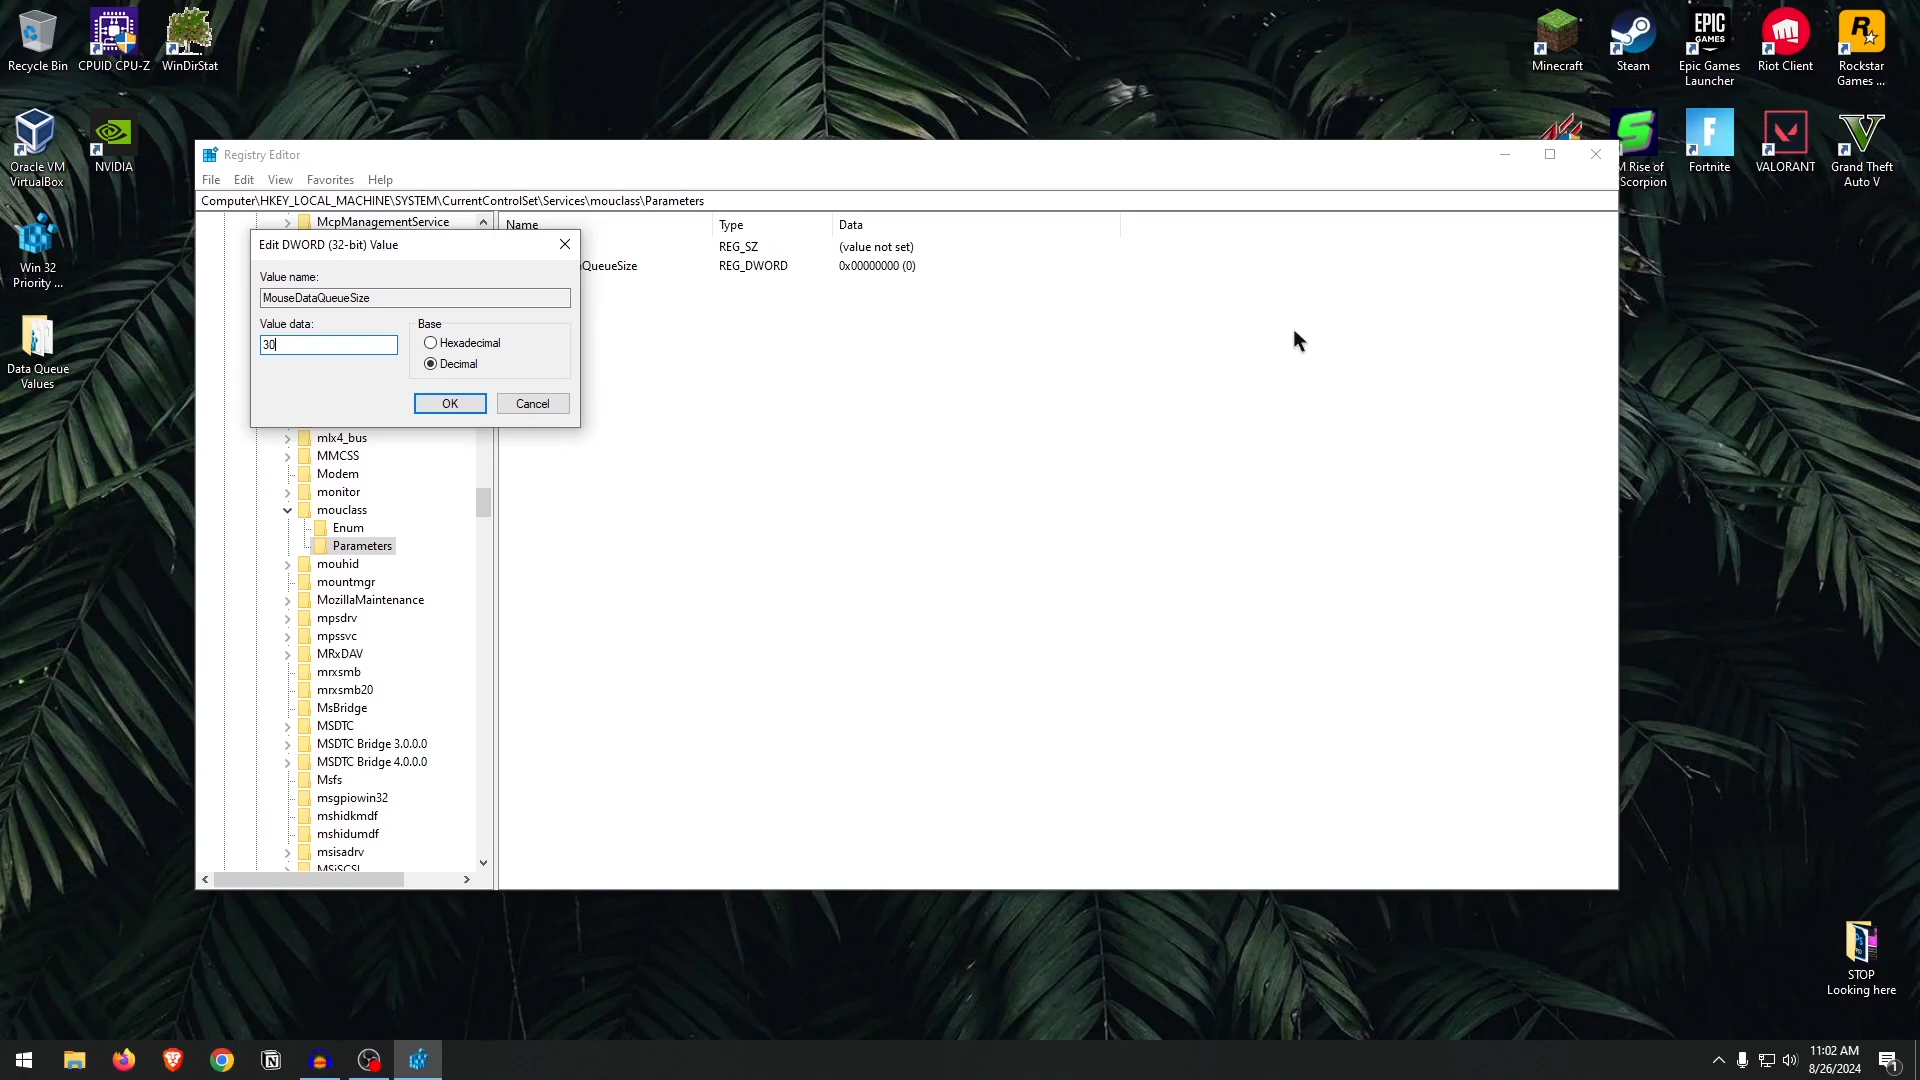 Recycle Bin
CPUID CPU-Z
WinDirStat
Oracle VM
VirtualBox
NVIDIA
Win 32
Priority ...
Data Queue
Values
Minecraft
Steam
EPIC
GAMES
Epic Games
Launcher
Riot Client
Rockstar
Games ...
M Rise of
Scorpion
Fortnite
VALORANT
Grand Theft
Auto V
STOP
Looking here
Registry Editor
File Edit View Favorites Help
Computer\HKEY_LOCAL_MACHINE\SYSTEM\CurrentControlSet\Services\mouclass\Parameters
Name Type Data
REG_SZ (value not set)
QueueSize REG_DWORD 0x00000000 (0)
McpManagementService
Edit DWORD (32-bit) Value
Value name:
MouseDataQueueSize
Value data:
30
Base
Hexadecimal
Decimal
OK Cancel
mlx4_bus
MMCSS
Modem
monitor
mouclass
Enum
Parameters
mouhid
mountmgr
MozillaMaintenance
mpsdrv
mpssvc
MRxDAV
mrxsmb
mrxsmb20
MsBridge
MSDTC
MSDTC Bridge 3.0.0.0
MSDTC Bridge 4.0.0.0
Msfs
msgpiowin32
mshidkmdf
mshidumdf
msisadrv
MSiSCSI
11:02 AM
8/26/2024
1